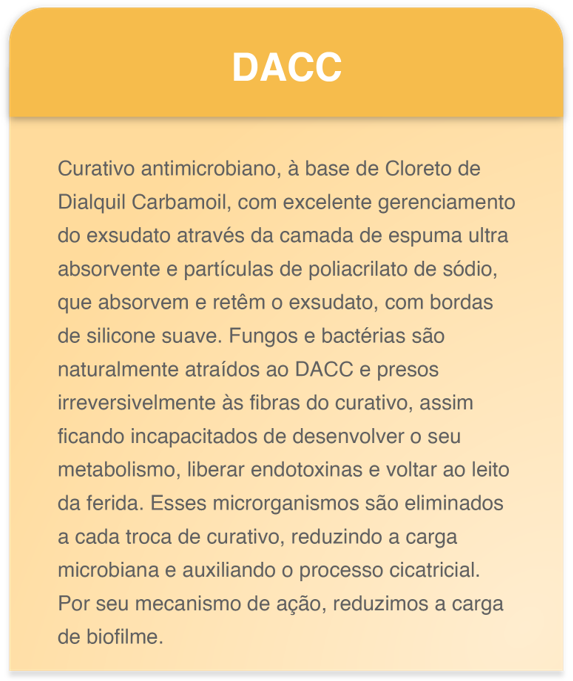 DACC
Curativo antimicrobiano, à base de Cloreto de
Dialquil Carbamoil, com excelente gerenciamento
do exsudato através da camada de espuma ultra
absorvente e partículas de poliacrilato de sódio,
que absorvem e retêm o exsudato, com bordas
de silicone suave. Fungos e bactérias são
naturalmente atraídos ao DACC e presos
irreversivelmente às fibras do curativo, assim
ficando incapacitados de desenvolver o seu
metabolismo, liberar endotoxinas e voltar ao leito
da ferida. Esses microrganismos são eliminados
a cada troca de curativo, reduzindo a carga
microbiana e auxiliando o processo cicatricial.
Por seu mecanismo de ação, reduzimos a carga
de biofilme.